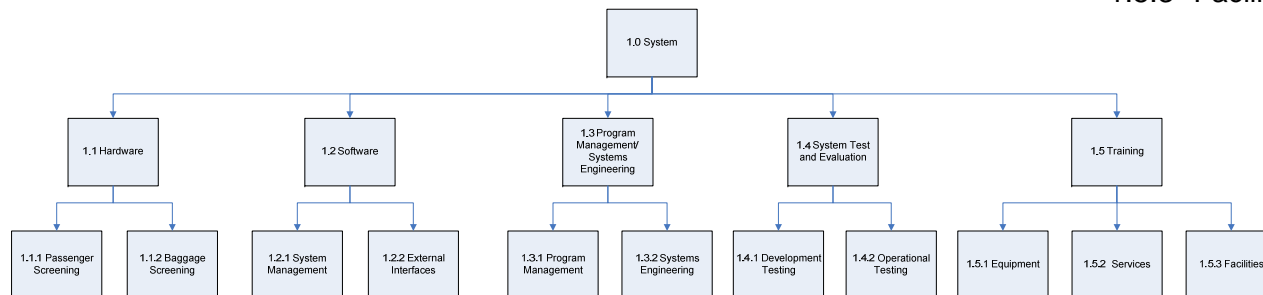 1.0 System
1.1 Hardware
1.2 Software
1.3 Program
Management/
Systems
Engineering
1.4 System Test
and Evaluation
1.5 Training
1.1.1 Passenger
Screening
1.1.2 Baggage
Screening
1.2.1 System
Management
1.2.2 External
Interfaces
1.3.1 Program
Management
1.3.2 Systems
Engineering
1.4.1 Development
Testing
1.4.2 Operational
Testing
1.5.1 Equipment
1.5.2 Services
1.5.3 Facilities